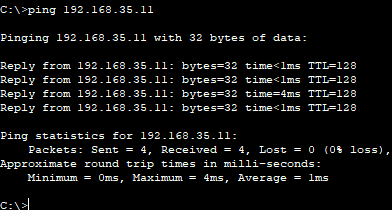 C:\>ping 192.168.35.11
Pinging 192.168.35.11 with 32 bytes of data:
Reply from 192.168.35.11: bytes=32 time<1ms TTL=128
Reply from 192.168.35.11: bytes=32 time<1ms TTL=128
Reply from 192.168.35.11: bytes=32 time=4ms TTL=128
Reply from 192.168.35.11: bytes=32 time<1ms TTL=128
Ping statistics for 192.168.35.11:
    Packets: Sent = 4, Received = 4, Lost = 0 (0% loss),
Approximate round trip times in milli-seconds:
    Minimum = 0ms, Maximum = 4ms, Average = 1ms
C:\>